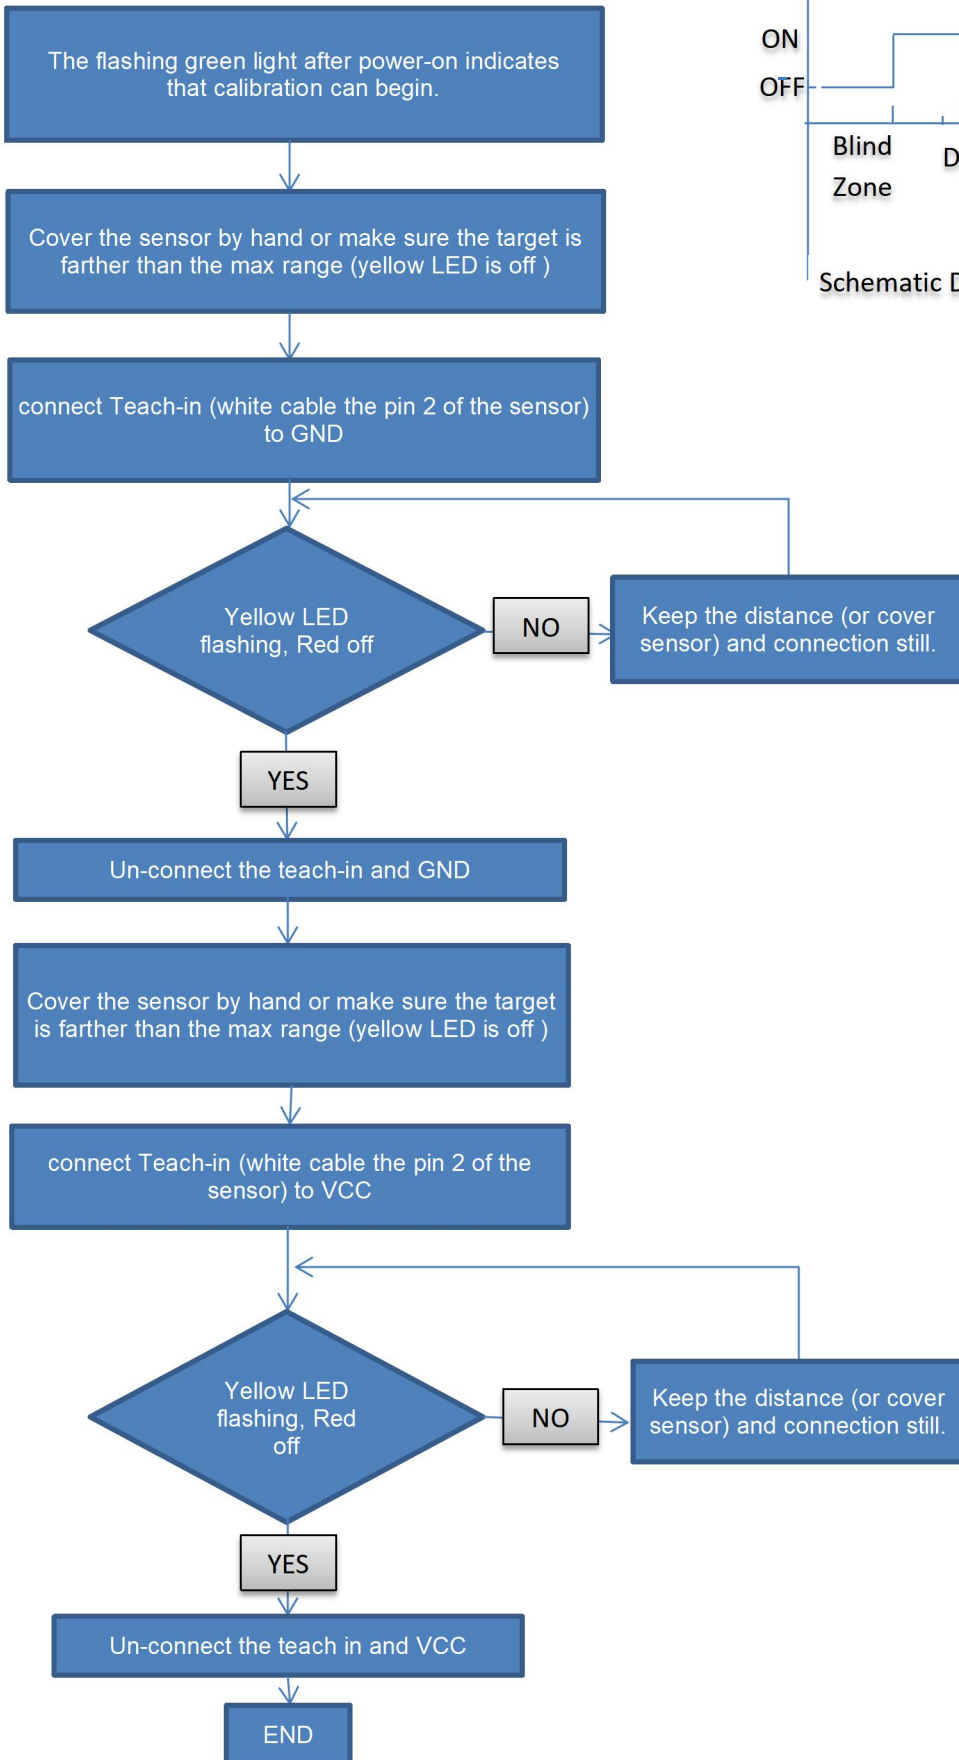 The flashing green light after power-on indicates
that calibration can begin.
ON
OFF
Blind
Zone
Cover the sensor by hand or make sure the target is
farther than the max range (yellow LED is off )
Schematic
connect Teach-in (white cable the pin 2 of the sensor)
to GND
Yellow LED
flashing, Red off
NO
Keep the distance (or cover
sensor) and connection still.
YES
Un-connect the teach-in and GND
Cover the sensor by hand or make sure the target
is farther than the max range (yellow LED is off )
connect Teach-in (white cable the pin 2 of the
sensor) to VCC
Yellow LED
flashing, Red
off
NO
Keep the distance (or cover
sensor) and connection still.
YES
Un-connect the teach in and VCC
END